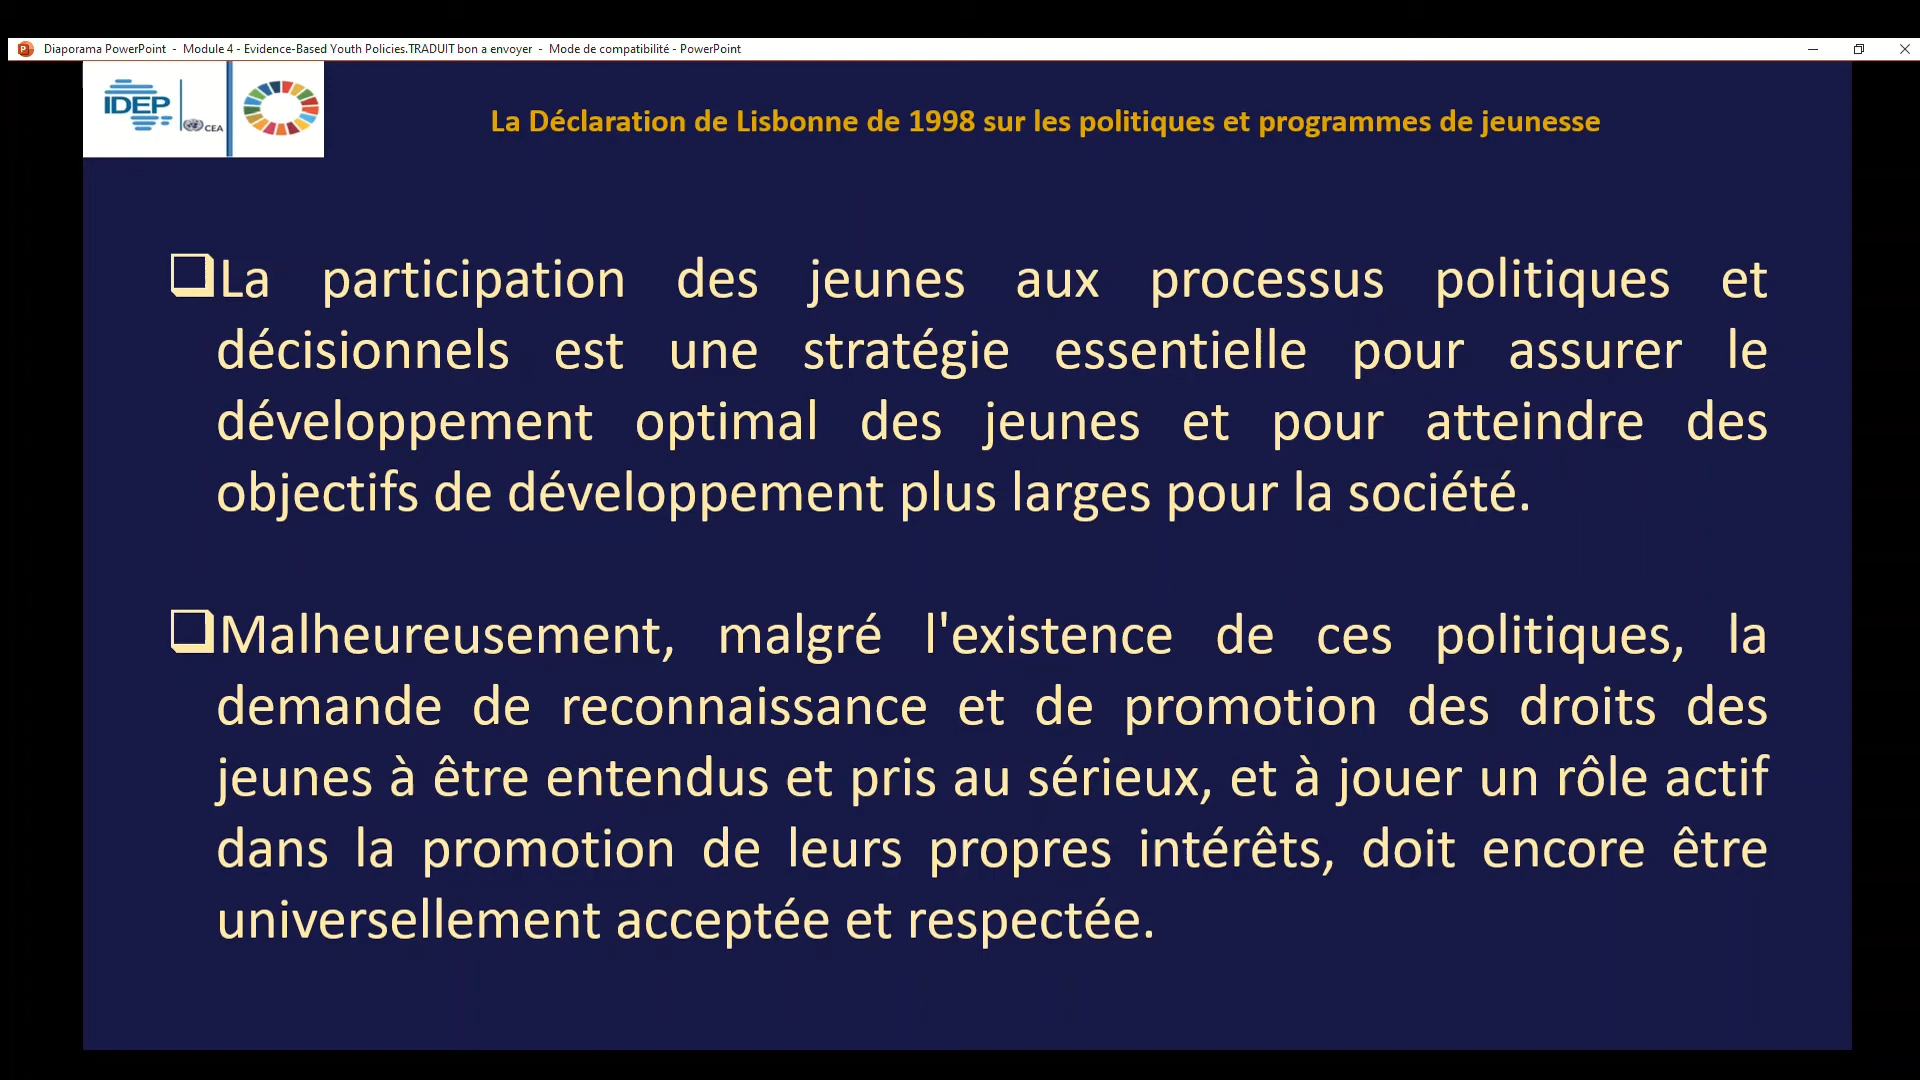 Diaporama PowerPoint - Module 4 - Evidence-Based Youth Policies.TRADUIT bon a envoyer - Mode de compatibilité - PowerPoint
IDEP
CEA
La Déclaration de Lisbonne de 1998 sur les politiques et programmes de jeunesse
❑La participation des jeunes aux processus politiques et
décisionnels est une stratégie essentielle pour assurer le
développement optimal des jeunes et pour atteindre des
objectifs de développement plus larges pour la société.
❑Malheureusement, malgré l'existence de ces politiques, la
demande de reconnaissance et de promotion des droits des
jeunes à être entendus et pris au sérieux, et à jouer un rôle actif
dans la promotion de leurs propres intérêts, doit encore être
universellement acceptée et respectée.